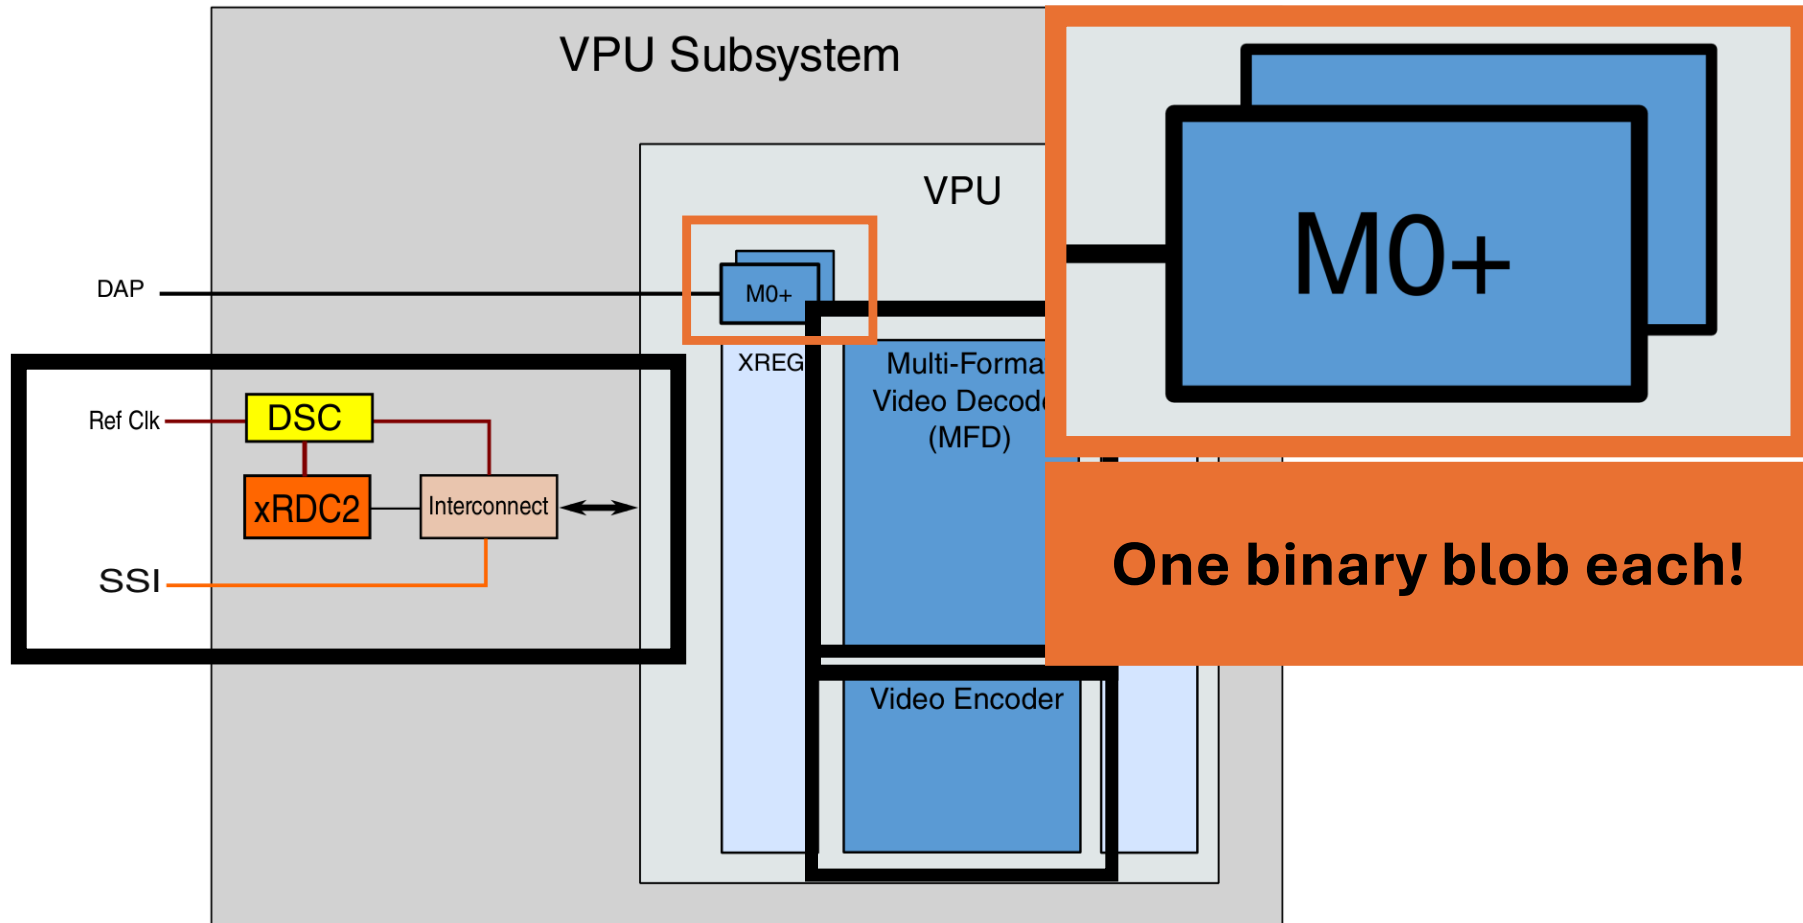 VPU Subsystem
VPU
M0+
DAP
M0+
XREG
Multi-Forma
Video Decod
(MFD)
Ref Clk
DSC
xRDC2
Interconnect
SSI
One binary blob each!
Video Encoder